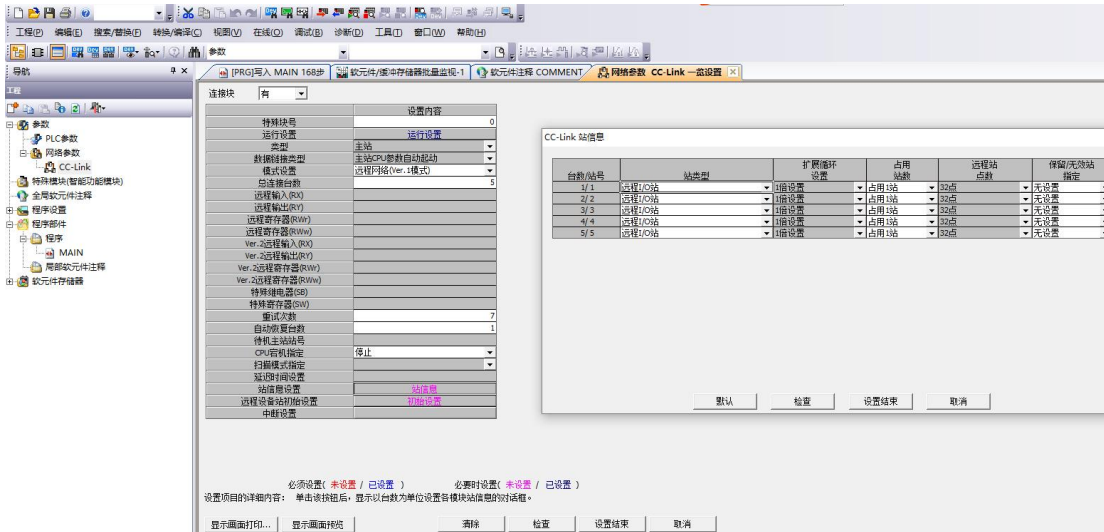 工程(P) 编辑(E) 搜索/替换(F) 转换/编译(C) 视图(V) 在线(O) 调试(B) 诊断(D) 工具(T) 窗口(W) 帮助(H)
参数
导航
[PRG]写入 MAIN 168步 软元件/缓冲存储器批量监视-1 软元件注释 COMMENT 网络参数 CC-Link 一览设置
工程
参数
PLC参数
网络参数
CC-Link
特殊模块(智能功能模块)
全局软元件注释
程序设置
程序部件
程序
MAIN
局部软元件注释
软元件存储器
连接块 有
设置内容
特殊块号 0
运行设置 运行设置
类型 主站
数据链接类型 主站CPU参数自动起动
模式设置 远程网络(Ver.1模式)
总连接台数 5
远程输入(RX)
远程输出(RY)
远程寄存器(RWr)
远程寄存器(RWw)
Ver.2远程输入(RX)
Ver.2远程输出(RY)
Ver.2远程寄存器(RWr)
Ver.2远程寄存器(RWw)
特殊继电器(SB)
特殊寄存器(SW)
重试次数 7
自动恢复台数 1
待机主站站号
CPU宕机指定 停止
扫描模式指定
延迟时间设置
站信息设置 站信息
远程设备站初始设置 初始设置
中断设置
CC-Link 站信息
台数/站号 站类型 扩展循环设置 占用站数 远程站点数 保留/无效站指定
1/ 1 远程I/O站 1倍设置 占用1站 32点 无设置
2/ 2 远程I/O站 1倍设置 占用1站 32点 无设置
3/ 3 远程I/O站 1倍设置 占用1站 32点 无设置
4/ 4 远程I/O站 1倍设置 占用1站 32点 无设置
5/ 5 远程I/O站 1倍设置 占用1站 32点 无设置
默认 检查 设置结束 取消
必须设置( 未设置 / 已设置 ) 必要时设置( 未设置 / 已设置 )
设置项目的详细内容: 单击该按钮后,显示以台数为单位设置各模块站信息的对话框。
显示画面打印... 显示画面预览 清除 检查 设置结束 取消